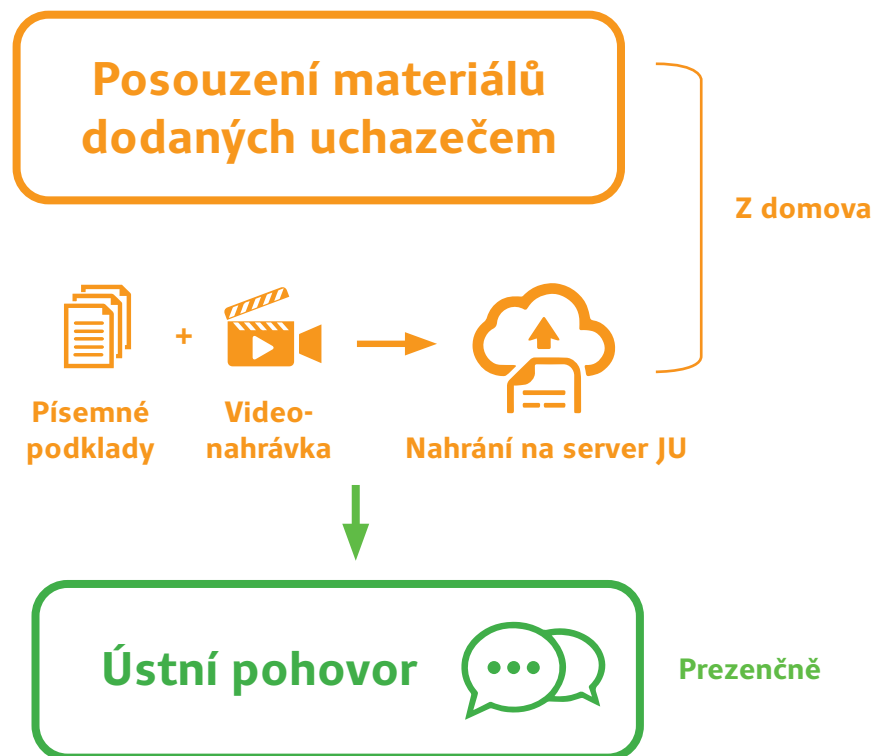 Posouzení materiálů
dodaných uchazečem
Z domova
+
Písemné
podklady
Video-
nahrávka
Nahrání na server JU
Ústní pohovor
Prezenčně